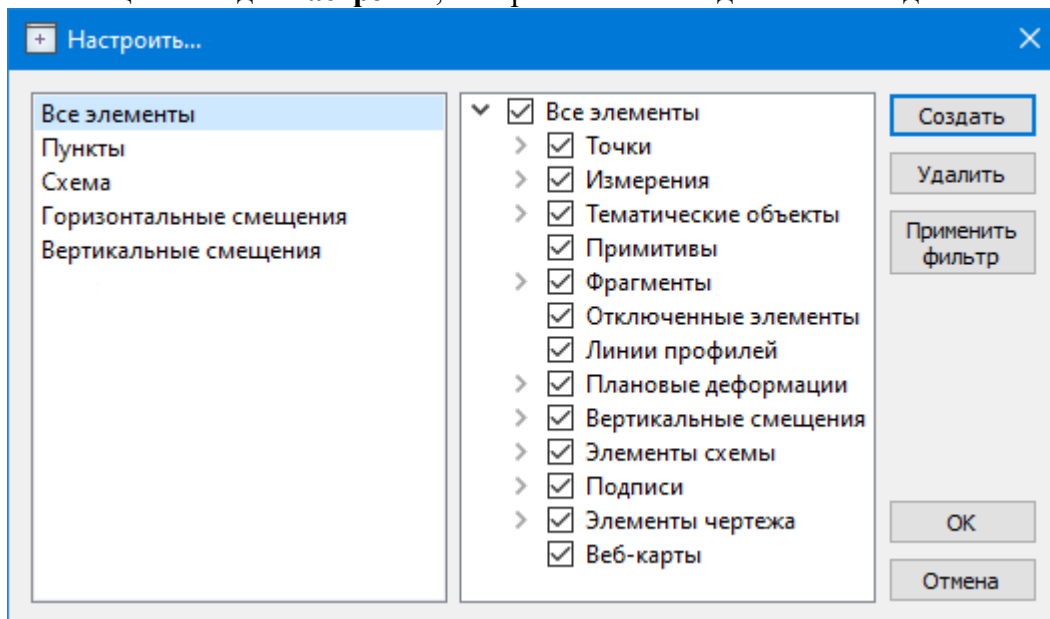 Настроить...
Все элементы
Пункты
Схема
Горизонтальные смещения
Вертикальные смещения
Все элементы
Точки
Измерения
Тематические объекты
Примитивы
Фрагменты
Отключенные элементы
Линии профилей
Плановые деформации
Вертикальные смещения
Элементы схемы
Подписи
Элементы чертежа
Веб-карты
Создать
Удалить
Применить
фильтр
OK
Отмена